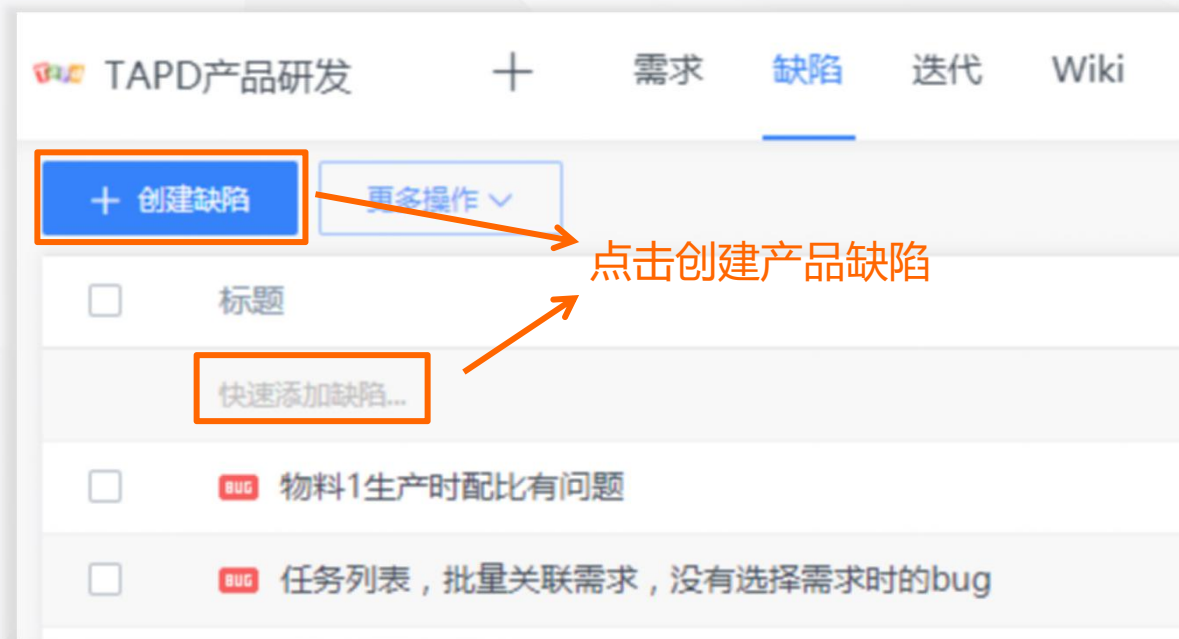 TAPD TAPD产品研发 + 需求 缺陷 迭代 Wiki
+ 创建缺陷 更多操作
点击创建产品缺陷
标题
快速添加缺陷...
BUG 物料1生产时配比有问题
BUG 任务列表，批量关联需求，没有选择需求时的bug